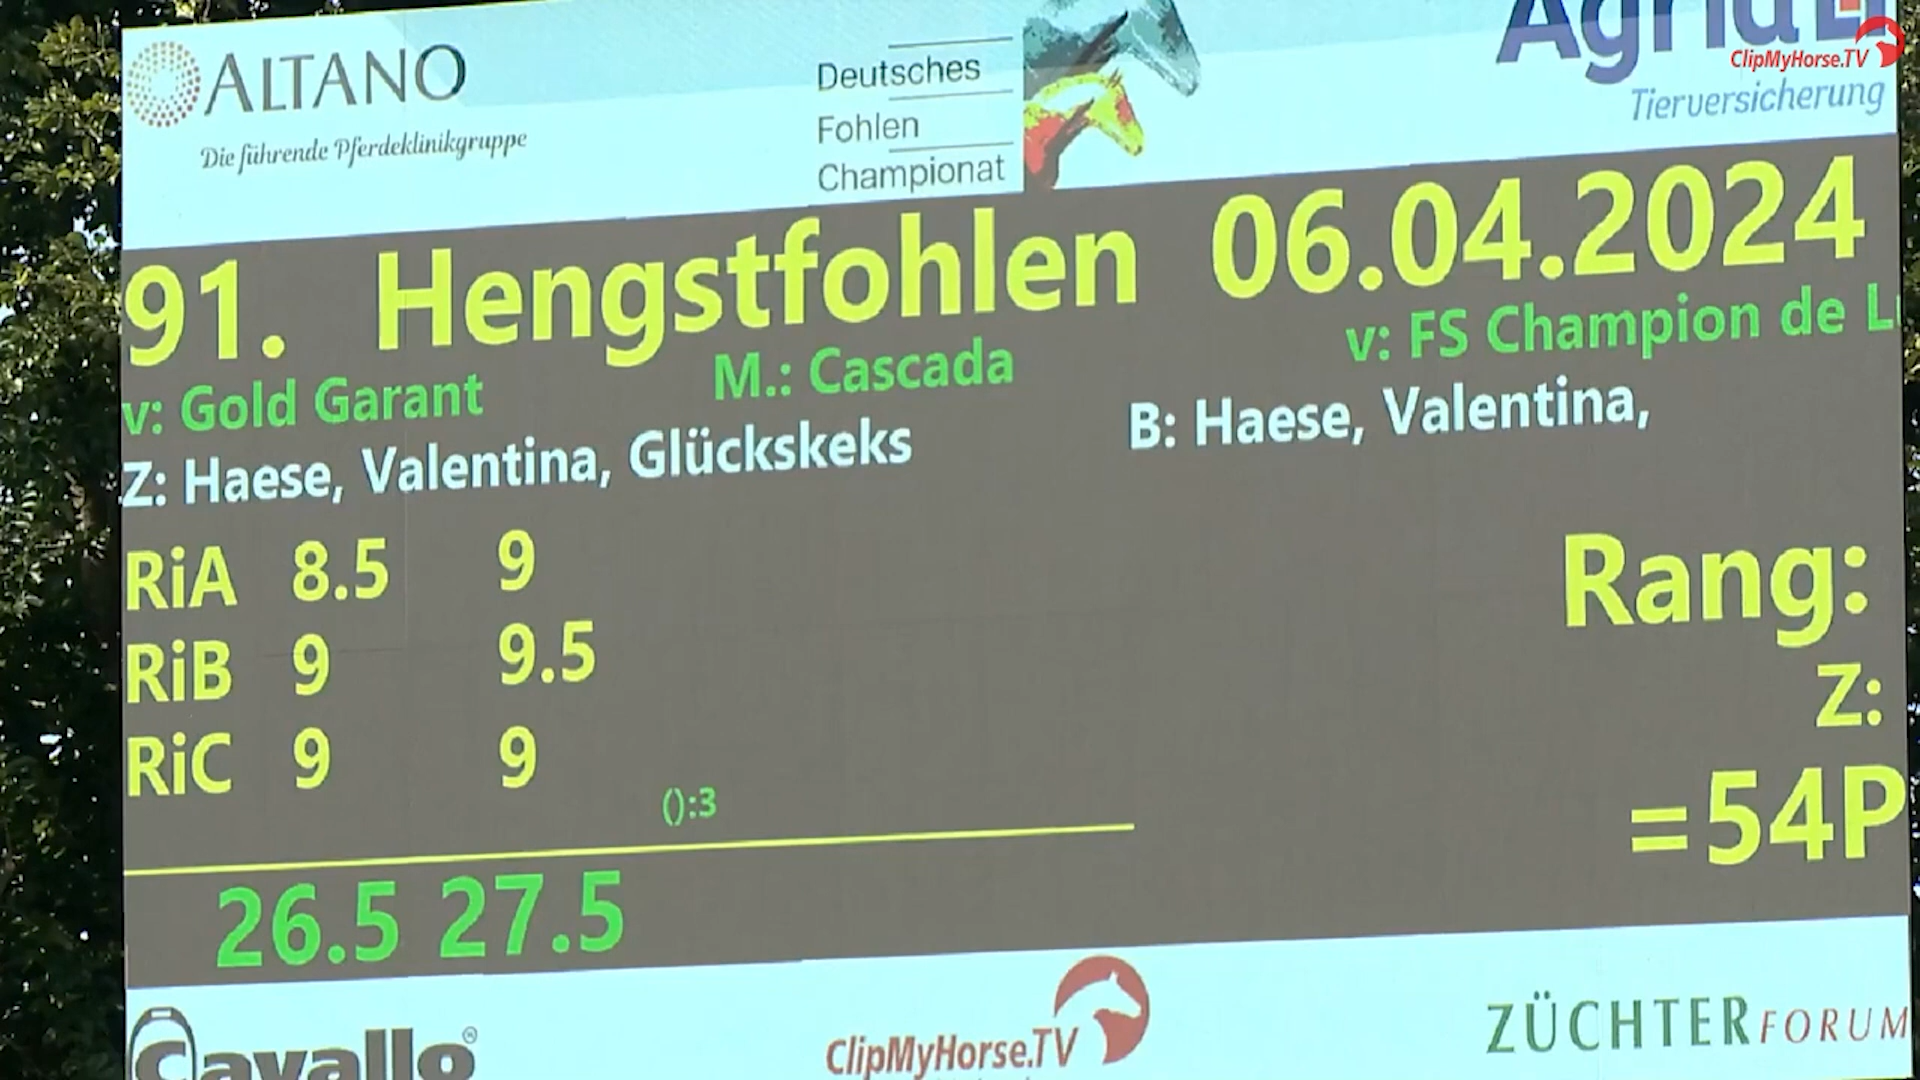 ALTANO
Die führende Pferdeklinikgruppe
Deutsches
Fohlen
Championat
Agria
Tierversicherung
ClipMyHorse.TV
91. Hengstfohlen 06.04.2024
v: Gold Garant M.: Cascada v: FS Champion de L
Z: Haese, Valentina, Glückskeks B: Haese, Valentina,
RiA 8.5 9
RiB 9 9.5
RiC 9 9
():3
26.5 27.5
Rang:
Z:
=54P
Cavallo®
ClipMyHorse.TV
ZÜCHTERFORUM